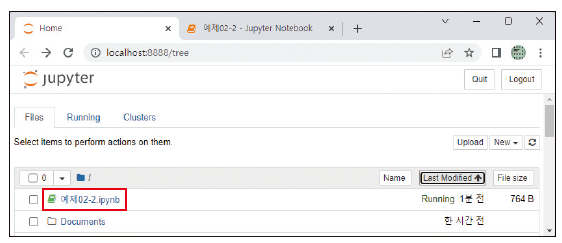 Home
예제02-2 - Jupyter Notebook
localhost:8888/tree
jupyter
Quit
Logout
Files
Running
Clusters
Select items to perform actions on them.
Upload
New
0
/
Name
Last Modified
File size
예제02-2.ipynb
Running 1분 전
764 B
Documents
한 시간 전